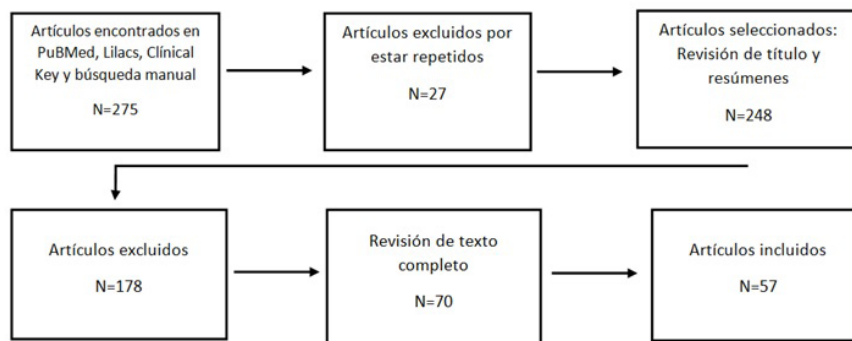 Artículos encontrados en
PuBMed, Lilacs, Clínical
Key y búsqueda manual
N=275
Artículos excluidos por
estar repetidos
N=27
Artículos seleccionados:
Revisión de título y
resúmenes
N=248
Artículos excluidos
N=178
Revisión de texto
completo
N=70
Artículos incluidos
N=57